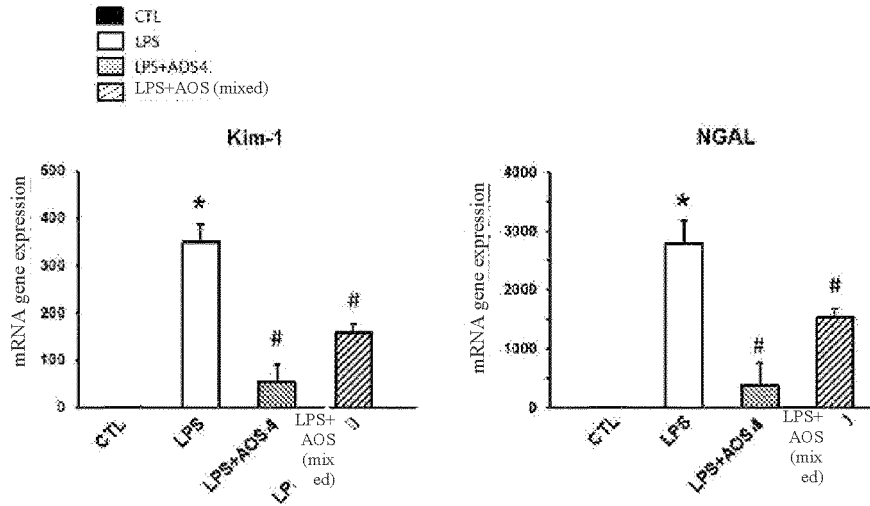 CTL
LPS
LPS+AOS4
LPS+AOS (mixed)
Kim-1
mRNA gene expression
500
400
300
200
100
0
*
#
#
CTL
LPS
LPS+AOS4
LPS+
AOS
(mix
ed)
LP
)
NGAL
mRNA gene expression
4000
3000
2000
1000
0
*
#
#
CTL
LPS
LPS+AOS4
LPS+
AOS
(mix
ed)
)